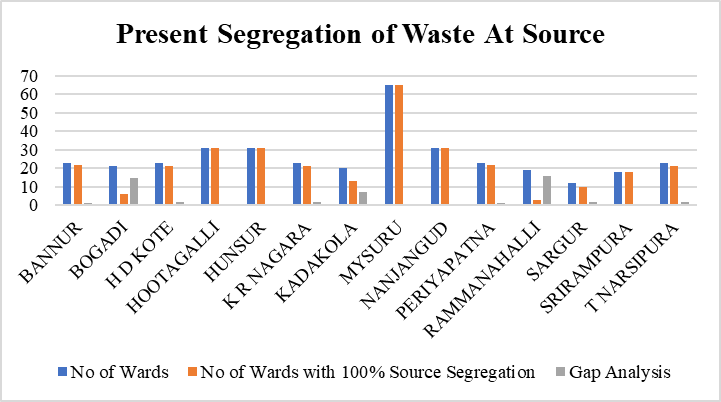 Present Segregation of Waste At Source
70
60
50
40
30
20
10
0
BANNUR
BOGADI
H D KOTE
HOOTAGALLI
HUNSUR
K R NAGARA
KADAKOLA
MYSURU
NANJANGUD
PERIYAPATNA
RAMMANAHALLI
SARGUR
SRIRAMPURA
T NARSIPURA
No of Wards No of Wards with 100% Source Segregation Gap Analysis